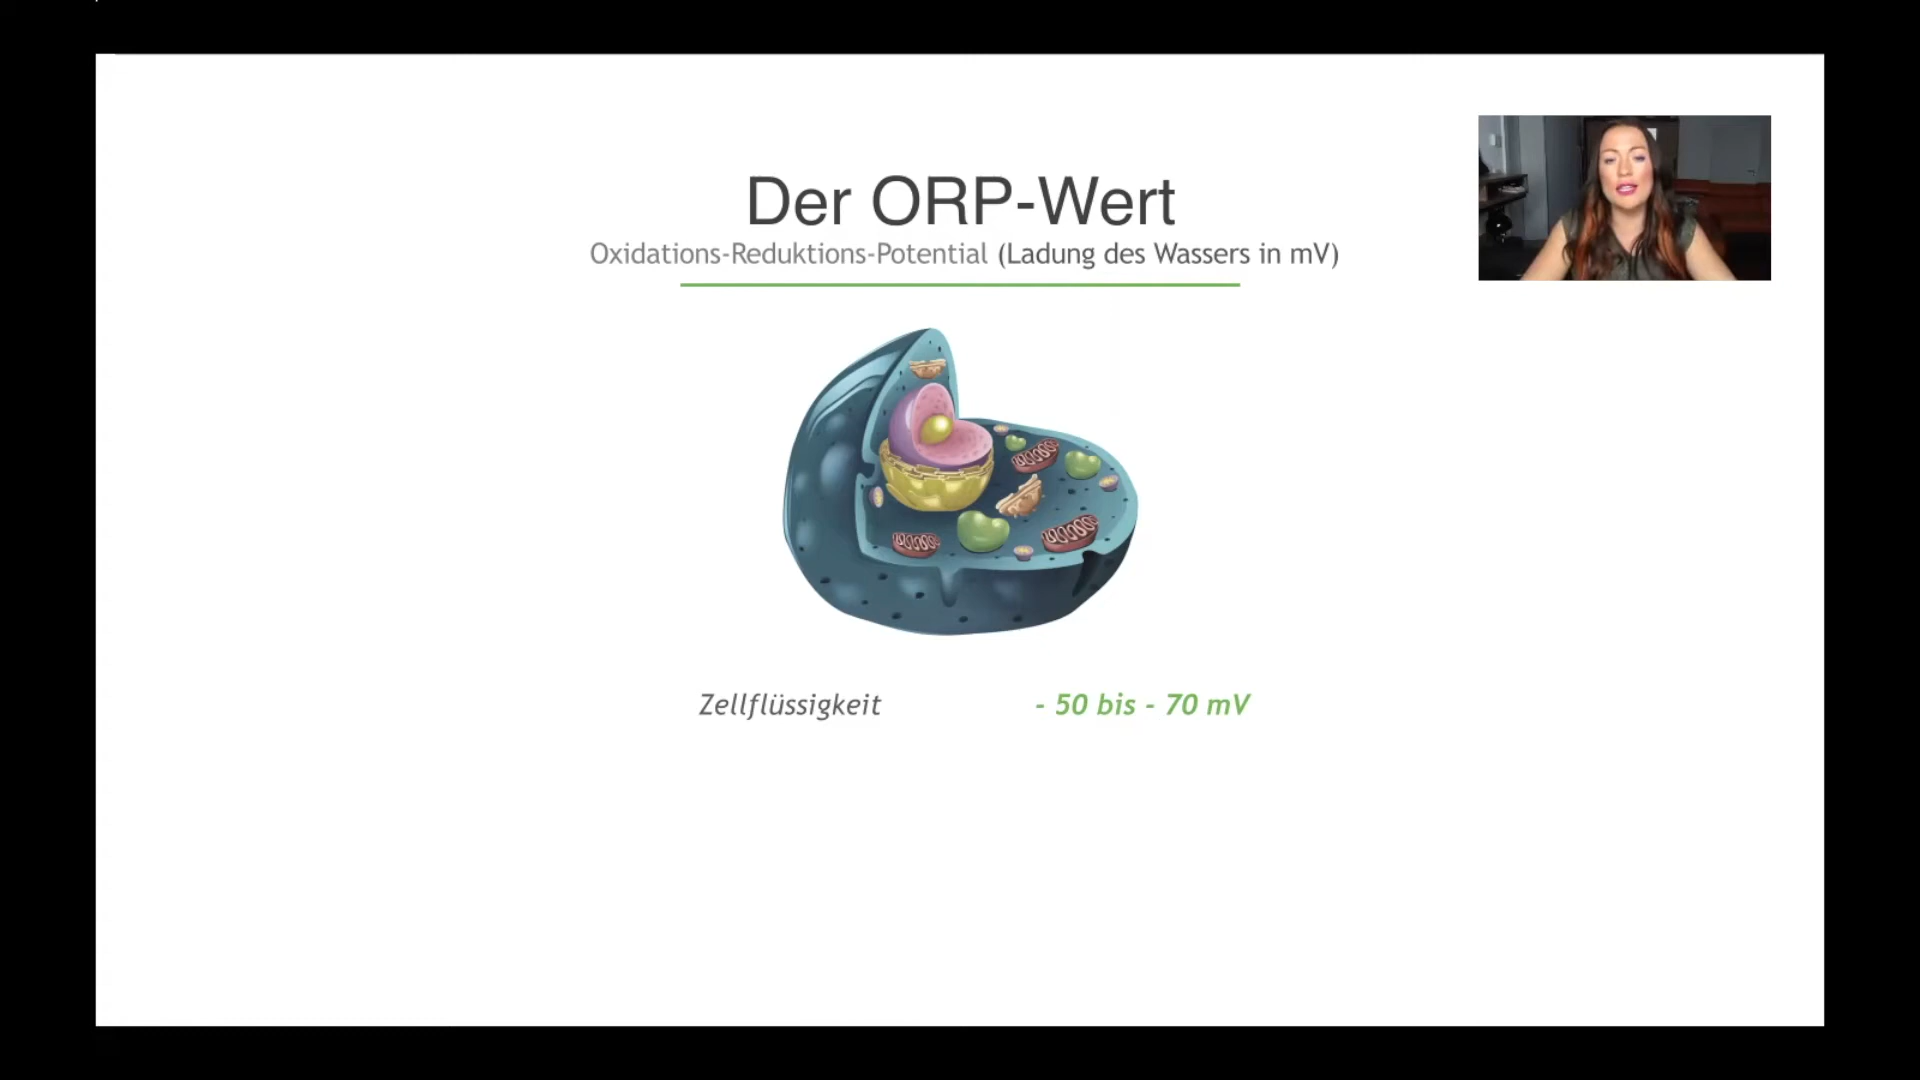 Der ORP-Wert
Oxidations-Reduktions-Potential (Ladung des Wassers in mV)
Zellflüssigkeit - 50 bis - 70 mV